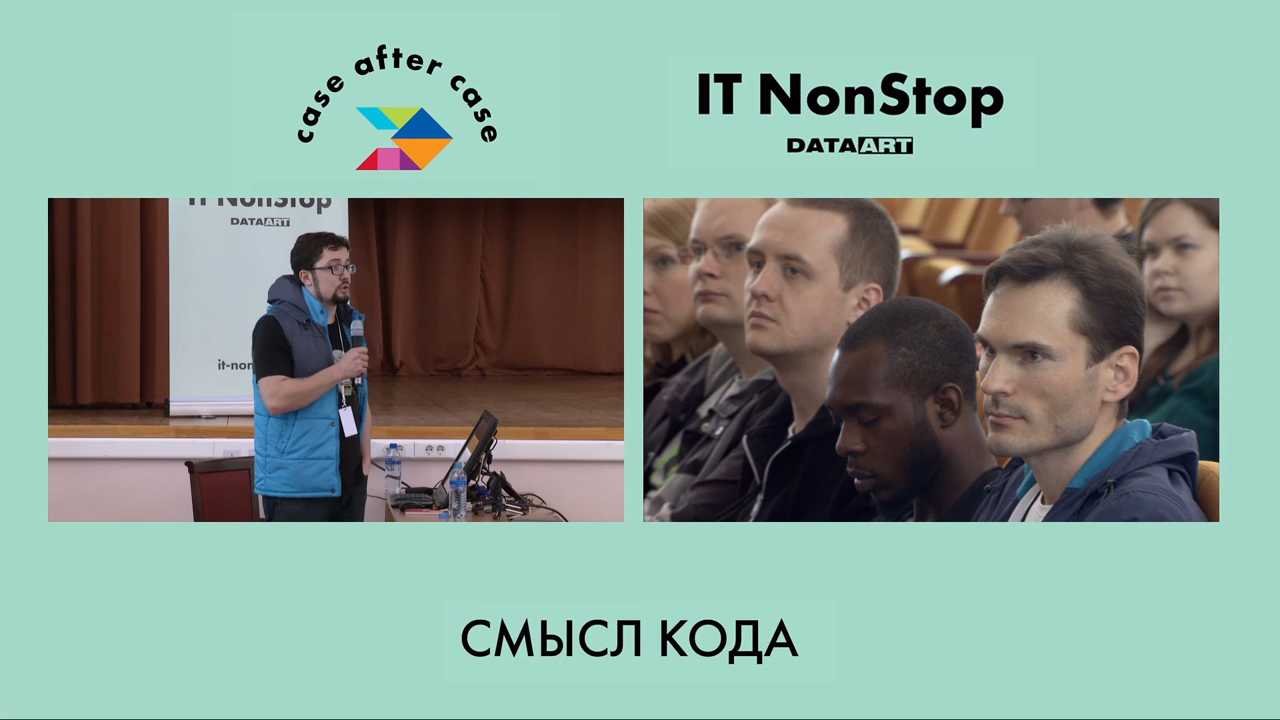 case after case
IT NonStop
DATAART
IT NonStop
DATAART
it-non
СМЫСЛ КОДА